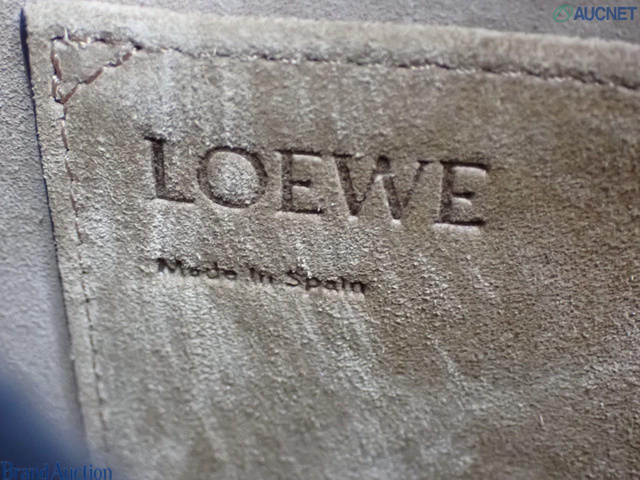 AUCNET
LOEWE
Made in Spain
Brand Auction